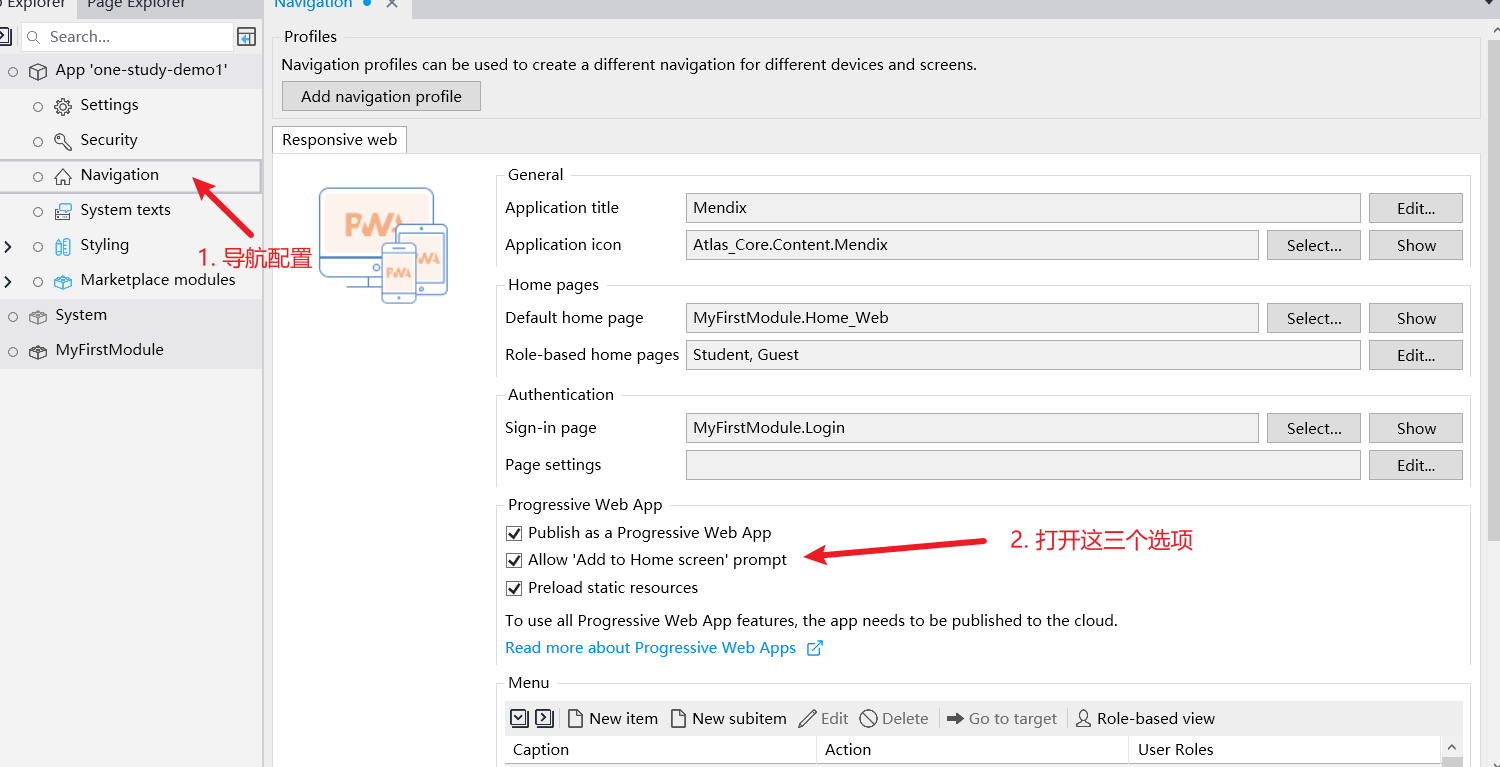 Explorer
Page Explorer
Navigation
Search...
App 'one-study-demo1'
Settings
Security
Navigation
System texts
Styling
Marketplace modules
System
MyFirstModule
1. 导航配置
Profiles
Navigation profiles can be used to create a different navigation for different devices and screens.
Add navigation profile
Responsive web
PWA
PWA
PWA
General
Application title Mendix Edit...
Application icon Atlas_Core.Content.Mendix Select... Show
Home pages
Default home page MyFirstModule.Home_Web Select... Show
Role-based home pages Student, Guest Edit...
Authentication
Sign-in page MyFirstModule.Login Select... Show
Page settings Edit...
Progressive Web App
Publish as a Progressive Web App
Allow 'Add to Home screen' prompt
Preload static resources
2. 打开这三个选项
To use all Progressive Web App features, the app needs to be published to the cloud.
Read more about Progressive Web Apps
Menu
New item New subitem Edit Delete Go to target Role-based view
Caption Action User Roles